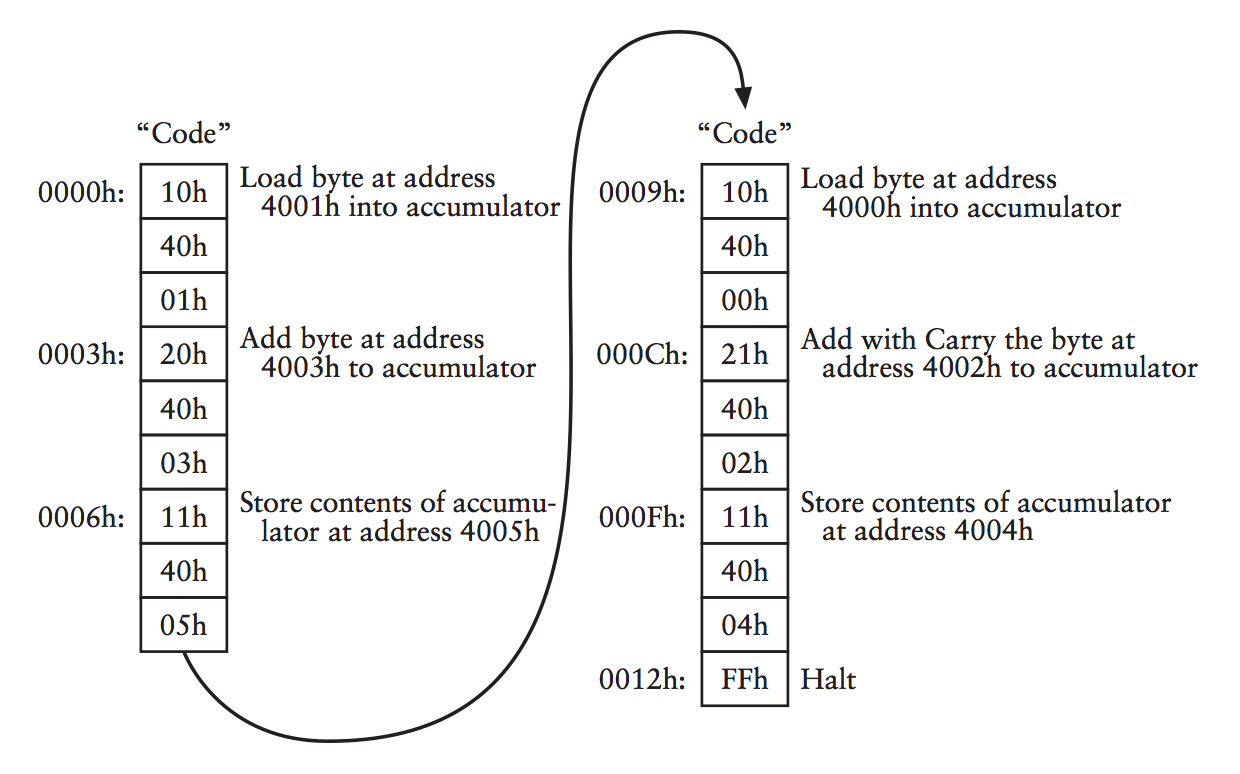 “Code”
0000h: 10h Load byte at address
4001h into accumulator
40h
01h
0003h: 20h Add byte at address
4003h to accumulator
40h
03h
0006h: 11h Store contents of accumu-
lator at address 4005h
40h
05h
“Code”
0009h: 10h Load byte at address
4000h into accumulator
40h
00h
000Ch: 21h Add with Carry the byte at
address 4002h to accumulator
40h
02h
000Fh: 11h Store contents of accumulator
at address 4004h
40h
04h
0012h: FFh Halt